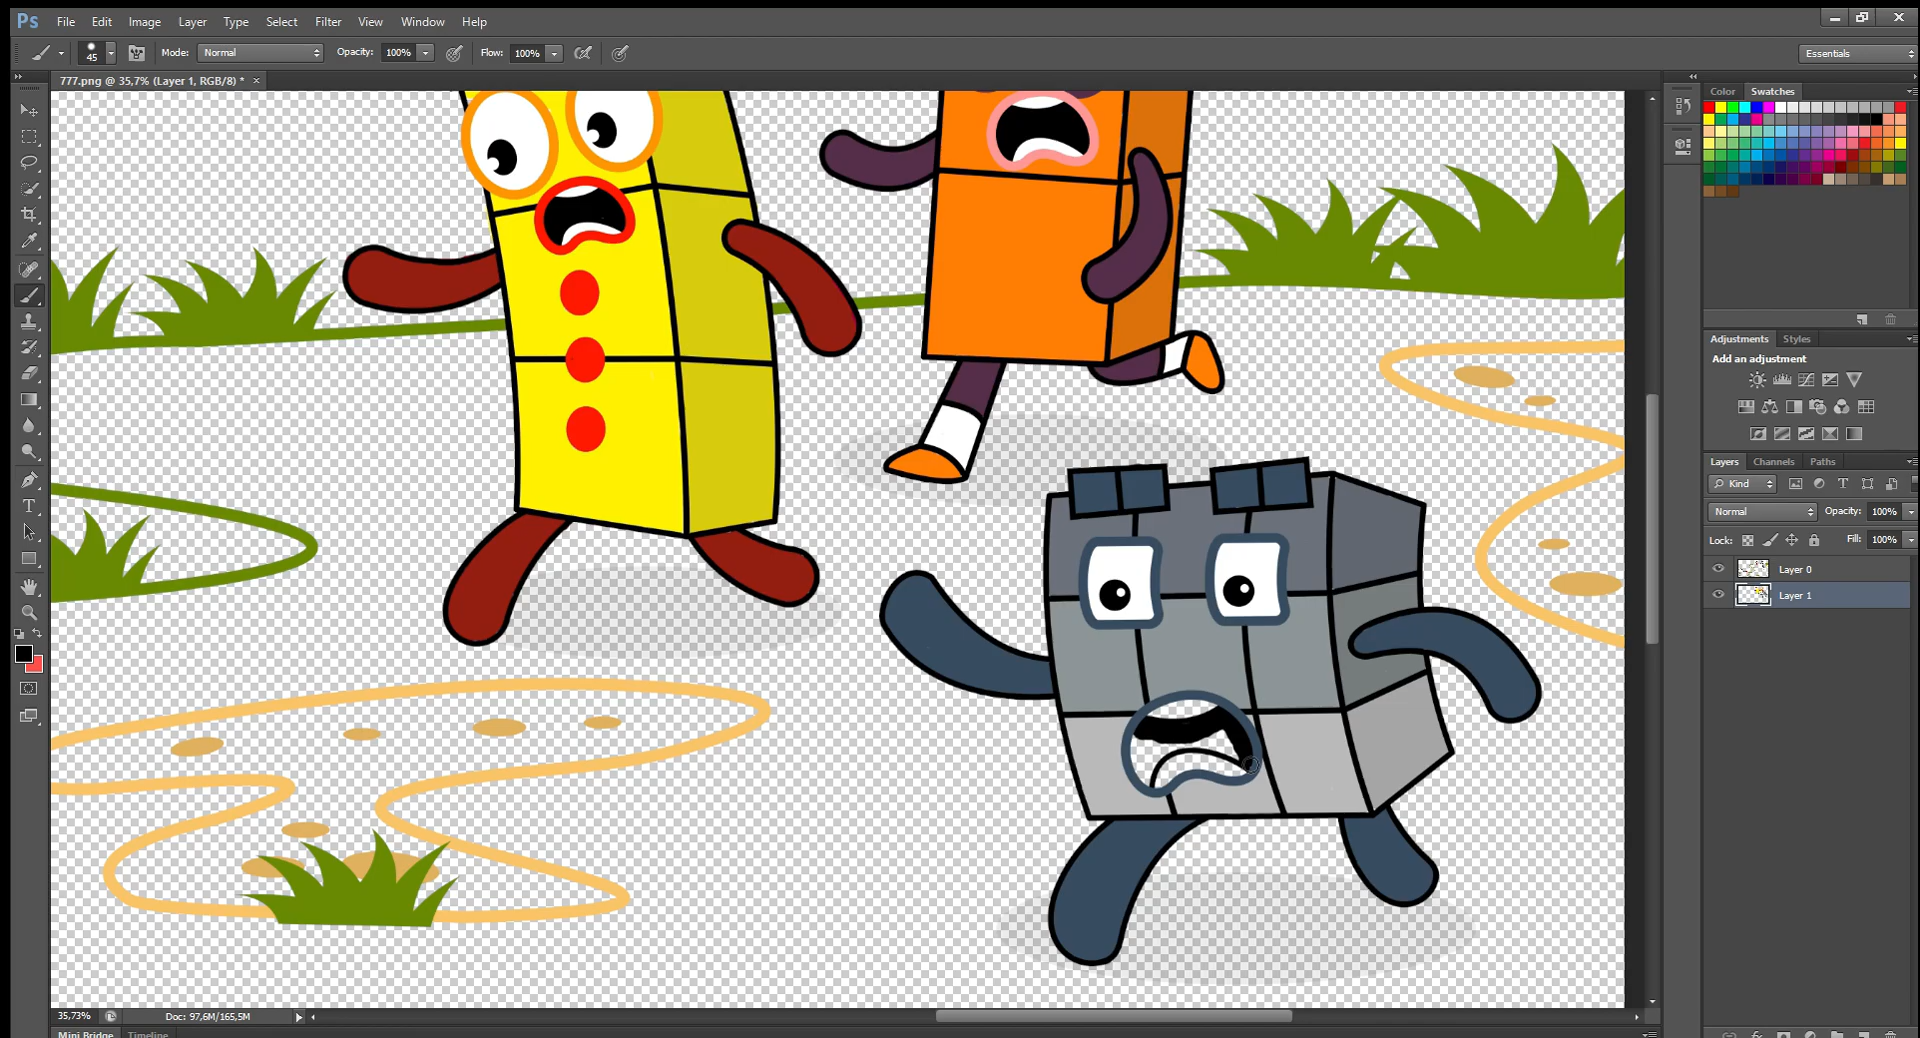 Ps File Edit Image Layer Type Select Filter View Window Help
45 Mode: Normal Opacity: 100% Flow: 100% Essentials
777.png @ 35,7% (Layer 1, RGB/8) * ×
Color Swatches
Adjustments Styles
Add an adjustment
Layers Channels Paths
Kind
Normal Opacity: 100%
Lock: Fill: 100%
Layer 0
Layer 1
35,73% Doc: 97,6M/165,5M
Mini Bridge Timeline